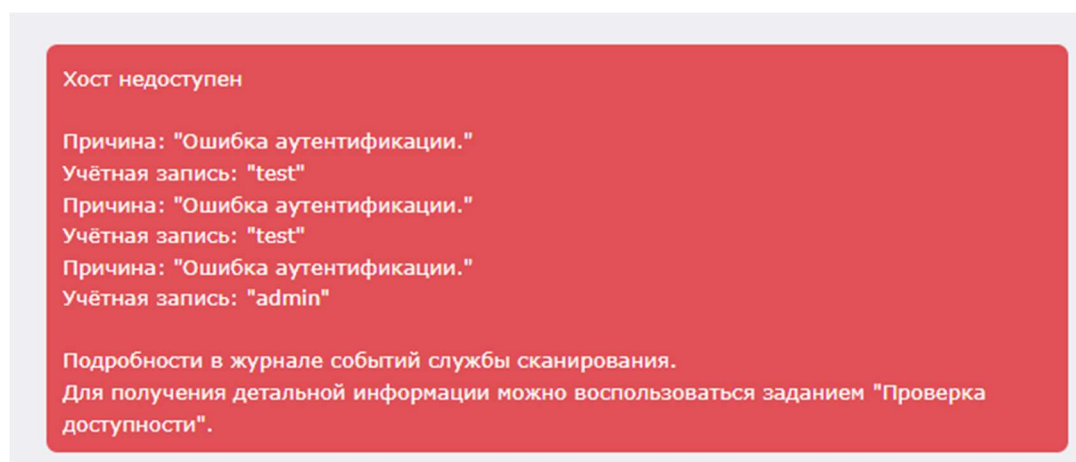 Хост недоступен
Причина: "Ошибка аутентификации."
Учётная запись: "test"
Причина: "Ошибка аутентификации."
Учётная запись: "test"
Причина: "Ошибка аутентификации."
Учётная запись: "admin"
Подробности в журнале событий службы сканирования.
Для получения детальной информации можно воспользоваться заданием "Проверка
доступности".